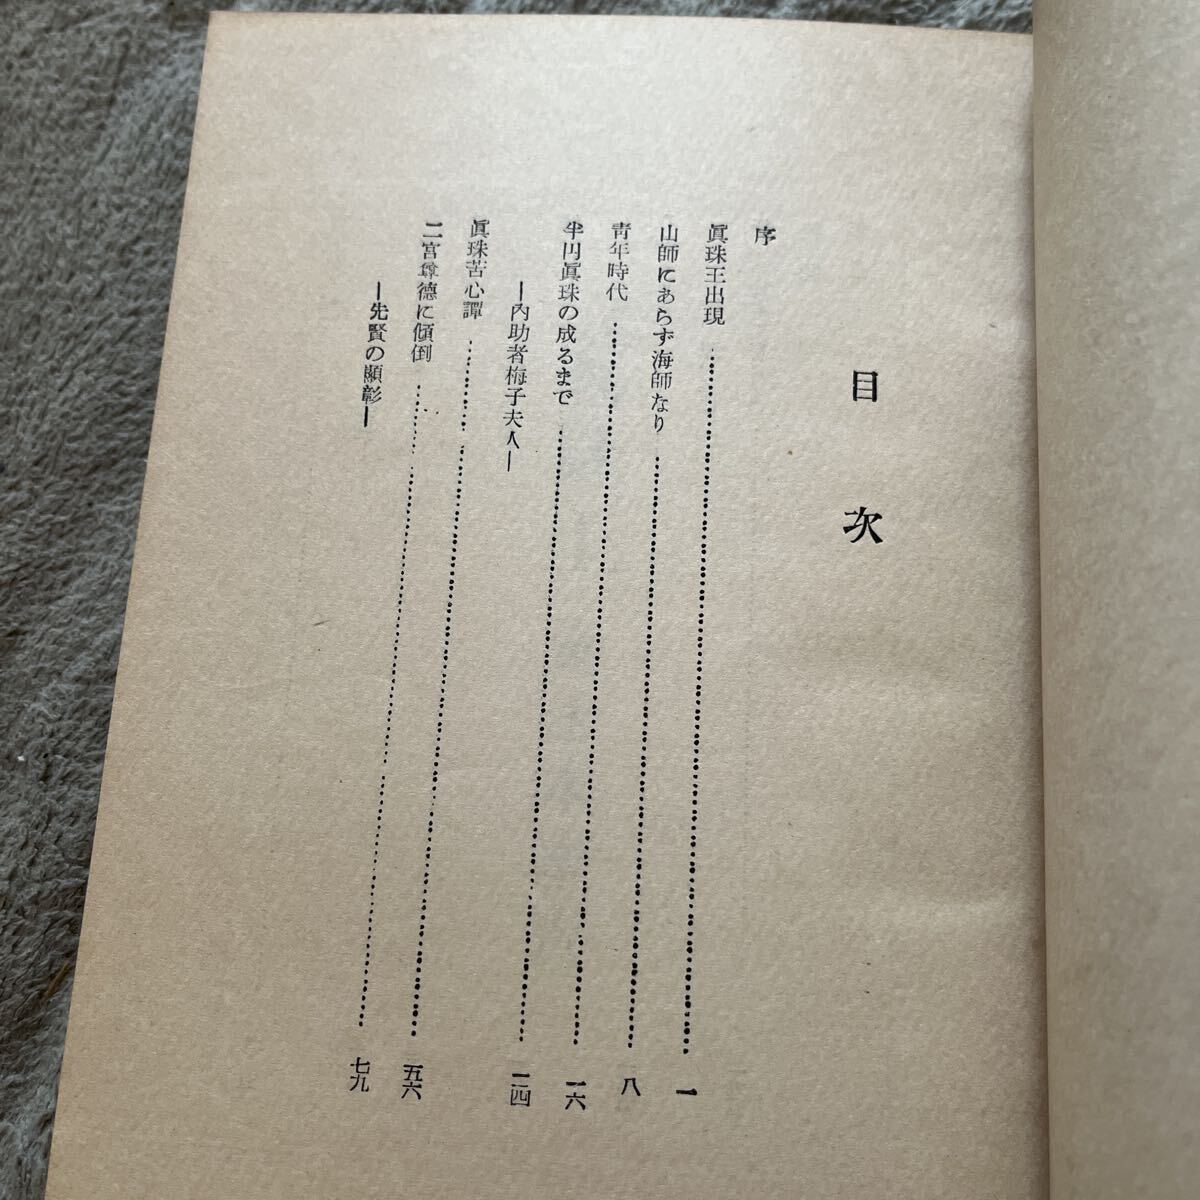 目次
序
眞珠王出現……一
山師にあらず海師なり……八
青年時代……一六
半円眞珠の成るまで……二四
―內助者梅子夫人―
眞珠苦心譚……五六
二宮尊德に傾倒……七九
―先賢の顯彰―